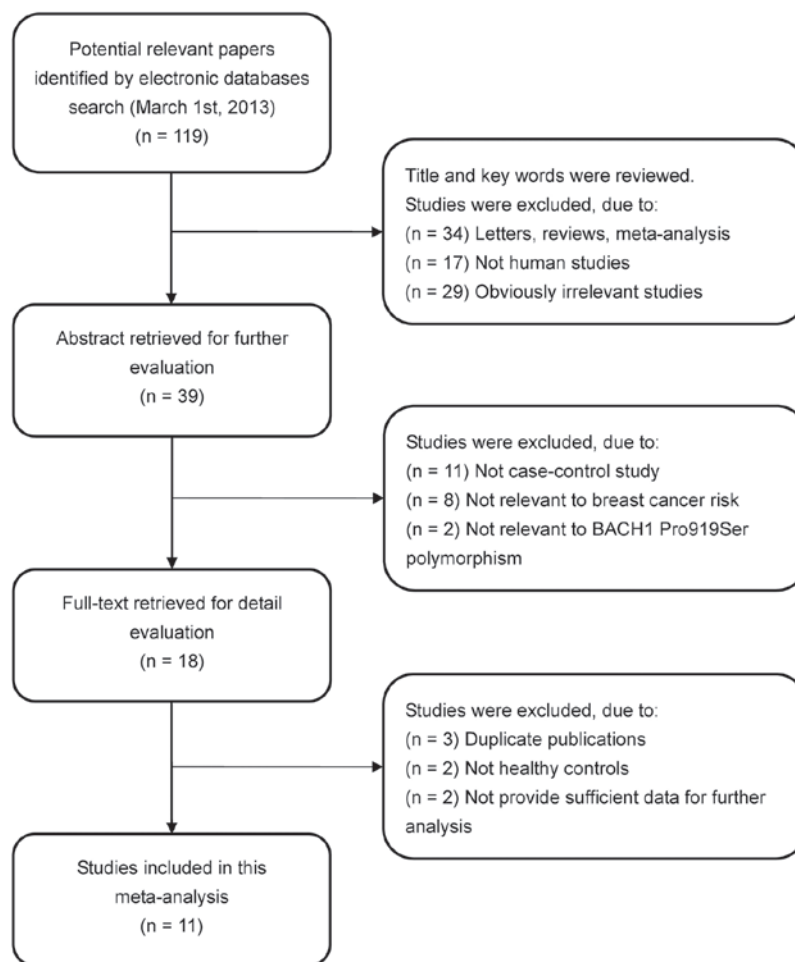 Potential relevant papers
identified by electronic databases
search (March 1st, 2013)
(n = 119)
Title and key words were reviewed.
Studies were excluded, due to:
(n = 34) Letters, reviews, meta-analysis
(n = 17) Not human studies
(n = 29) Obviously irrelevant studies
Abstract retrieved for further
evaluation
(n = 39)
Studies were excluded, due to:
(n = 11) Not case-control study
(n = 8) Not relevant to breast cancer risk
(n = 2) Not relevant to BACH1 Pro919Ser
polymorphism
Full-text retrieved for detail
evaluation
(n = 18)
Studies were excluded, due to:
(n = 3) Duplicate publications
(n = 2) Not healthy controls
(n = 2) Not provide sufficient data for further
analysis
Studies included in this
meta-analysis
(n = 11)